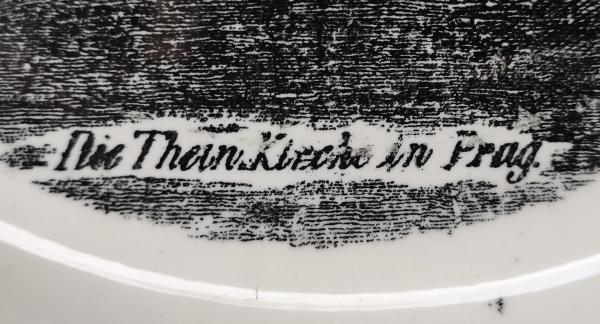 Die Thein Kirche in Prag.